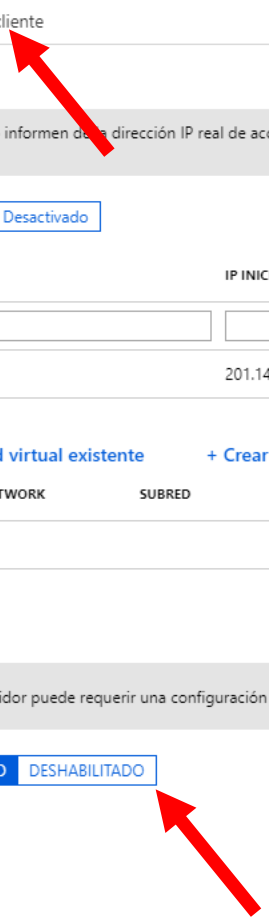 cliente
informen de la dirección IP real de acc
Desactivado
IP INIC
201.14
virtual existente + Crear
TWORK SUBRED
idor puede requerir una configuración
DESHABILITADO